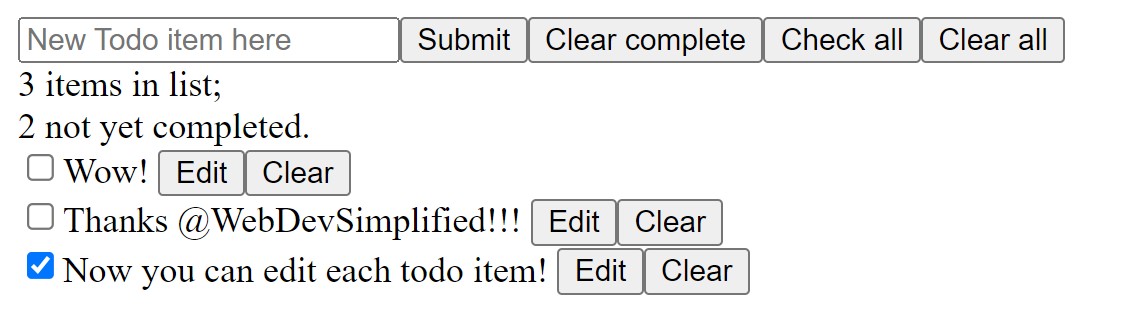 New Todo item here Submit Clear complete Check all Clear all
3 items in list;
2 not yet completed.
Wow! Edit Clear
Thanks @WebDevSimplified!!! Edit Clear
Now you can edit each todo item! Edit Clear